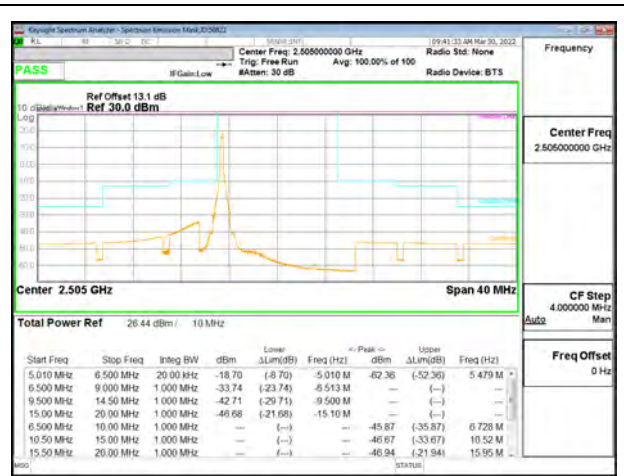 Keysight Spectrum Analyzer - Spectrum Emission Mask,ID30822
RL
SENSE:INT
09:41:33 AM Mar 30, 2022
Center Freq: 2.505000000 GHz
Radio Std: None
Trig: Free Run
Avg: 100.00% of 100
PASS
IFGain:Low
#Atten: 30 dB
Radio Device: BTS
Ref Offset 13.1 dB
Ref 30.0 dBm
Log
Center 2.505 GHz
Span 40 MHz
Total Power Ref 26.44 dBm / 10 MHz
Lower <- Peak -> Upper
Start Freq Stop Freq Integ BW dBm ΔLim(dB) Freq (Hz) dBm ΔLim(dB) Freq (Hz)
5.010 MHz 6.500 MHz 20.00 kHz -18.70 (-8.70) -5.010 M -62.36 (-52.36) 5.479 M
6.500 MHz 9.000 MHz 1.000 MHz -33.74 (-23.74) -6.513 M --- (---) ---
9.500 MHz 14.50 MHz 1.000 MHz -42.71 (-29.71) -9.500 M --- (---) ---
15.00 MHz 20.00 MHz 1.000 MHz -46.68 (-21.68) -15.10 M --- (---) ---
6.500 MHz 10.00 MHz 1.000 MHz --- (---) --- -45.87 (-35.87) 6.728 M
10.50 MHz 15.00 MHz 1.000 MHz --- (---) --- -46.67 (-33.67) 10.52 M
15.50 MHz 20.00 MHz 1.000 MHz --- (---) --- -46.94 (-21.94) 15.95 M
MSG
STATUS
Frequency
Center Freq
2.505000000 GHz
CF Step
4.000000 MHz
Auto Man
Freq Offset
0 Hz